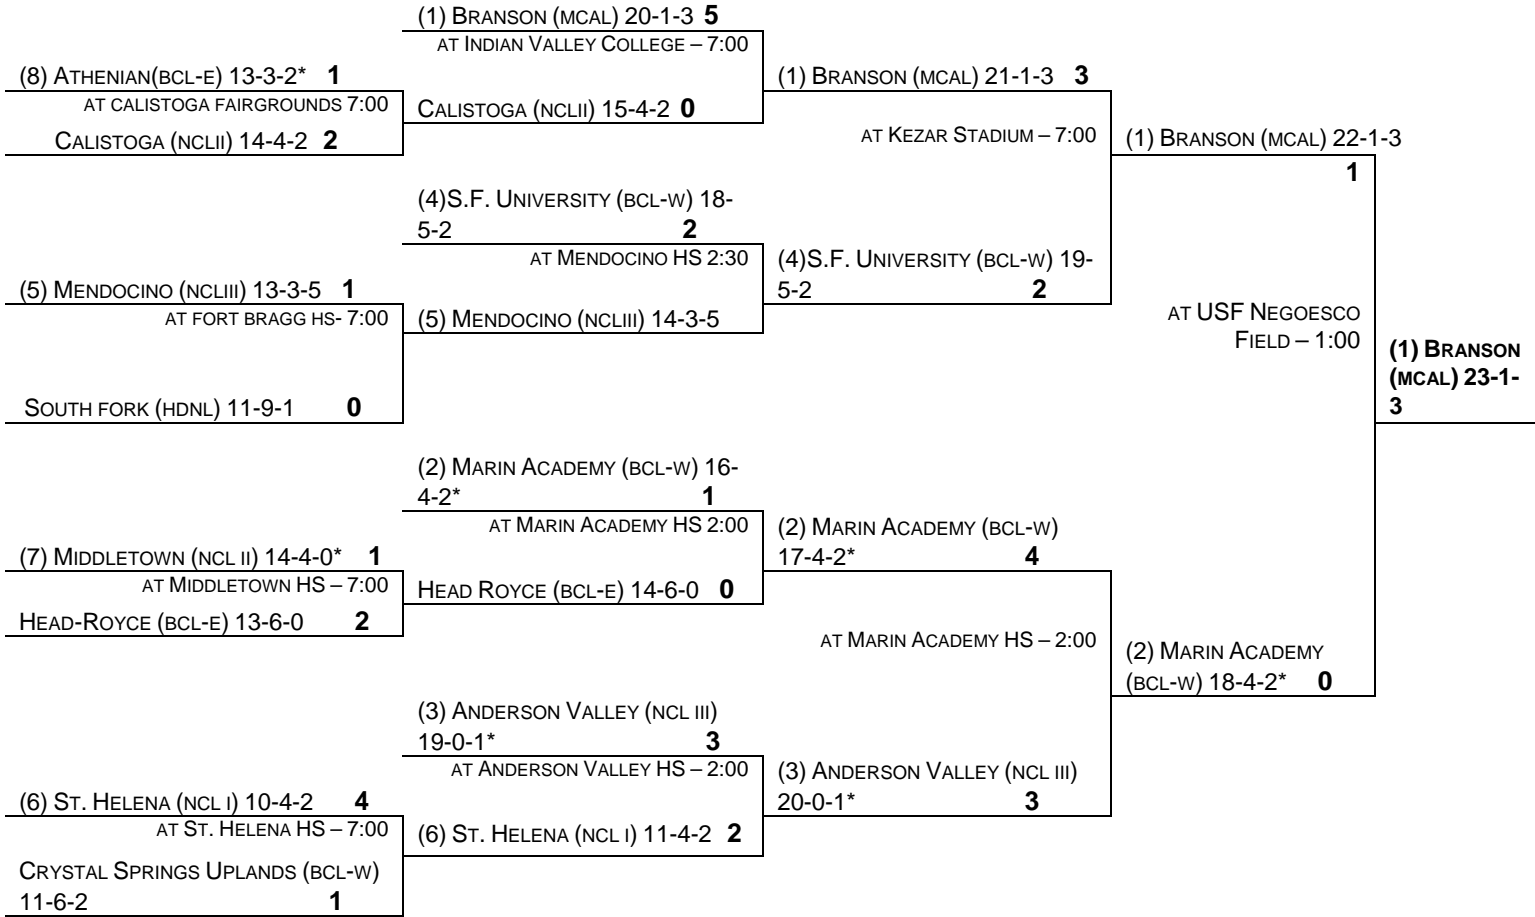 (1) BRANSON (MCAL) 20-1-3 5
AT INDIAN VALLEY COLLEGE – 7:00
(8) ATHENIAN(BCL-E) 13-3-2* 1
AT CALISTOGA FAIRGROUNDS 7:00
CALISTOGA (NCLII) 14-4-2 2
CALISTOGA (NCLII) 15-4-2 0
(1) BRANSON (MCAL) 21-1-3 3
AT KEZAR STADIUM – 7:00
(1) BRANSON (MCAL) 22-1-3
1
(4)S.F. UNIVERSITY (BCL-W) 18-
5-2 2
AT MENDOCINO HS 2:30
(4)S.F. UNIVERSITY (BCL-W) 19-
5-2 2
(5) MENDOCINO (NCLIII) 13-3-5 1
AT FORT BRAGG HS- 7:00
(5) MENDOCINO (NCLIII) 14-3-5
SOUTH FORK (HDNL) 11-9-1 0
AT USF NEGOESCO
FIELD – 1:00
(1) BRANSON
(MCAL) 23-1-
3
(2) MARIN ACADEMY (BCL-W) 16-
4-2* 1
AT MARIN ACADEMY HS 2:00
(7) MIDDLETOWN (NCL II) 14-4-0* 1
AT MIDDLETOWN HS – 7:00
HEAD-ROYCE (BCL-E) 13-6-0 2
HEAD ROYCE (BCL-E) 14-6-0 0
(2) MARIN ACADEMY (BCL-W)
17-4-2* 4
AT MARIN ACADEMY HS – 2:00
(2) MARIN ACADEMY
(BCL-W) 18-4-2* 0
(3) ANDERSON VALLEY (NCL III)
19-0-1* 3
AT ANDERSON VALLEY HS – 2:00
(3) ANDERSON VALLEY (NCL III)
20-0-1* 3
(6) ST. HELENA (NCL I) 10-4-2 4
AT ST. HELENA HS – 7:00
(6) ST. HELENA (NCL I) 11-4-2 2
CRYSTAL SPRINGS UPLANDS (BCL-W)
11-6-2 1